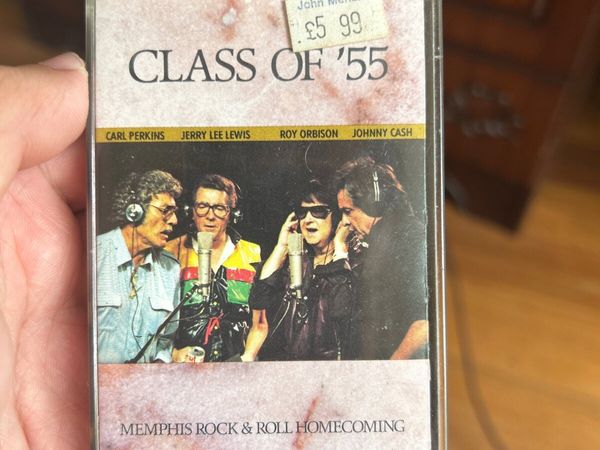 John
£5 99
CLASS OF '55
CARL PERKINS JERRY LEE LEWIS ROY ORBISON JOHNNY CASH
MEMPHIS ROCK & ROLL HOMECOMING